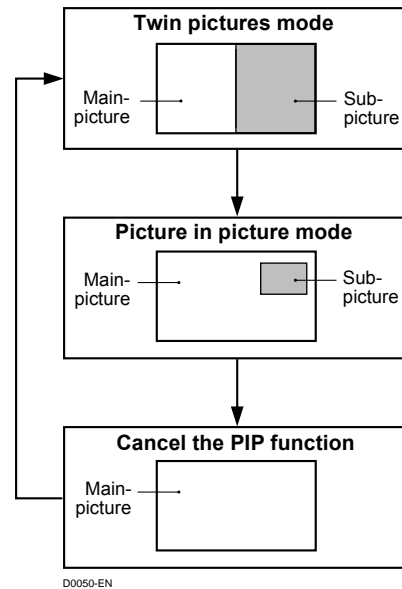 Twin pictures mode
Main-
picture
Sub-
picture
Picture in picture mode
Main-
picture
Sub-
picture
Cancel the PIP function
Main-
picture
D0050-EN